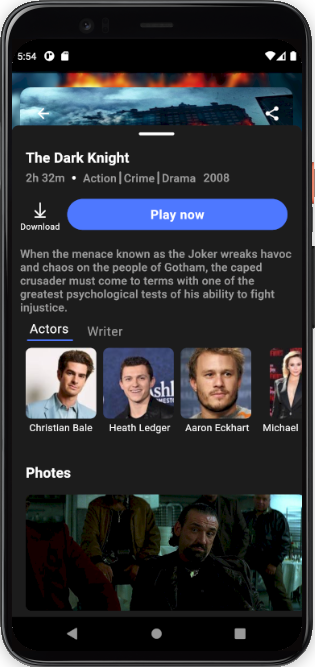 5:54
The Dark Knight
2h 32m • Action|Crime|Drama 2008
Download
Play now
When the menace known as the Joker wreaks havoc
and chaos on the people of Gotham, the caped
crusader must come to terms with one of the
greatest psychological tests of his ability to fight
injustice.
Actors Writer
Christian Bale Heath Ledger Aaron Eckhart Michael
Photes